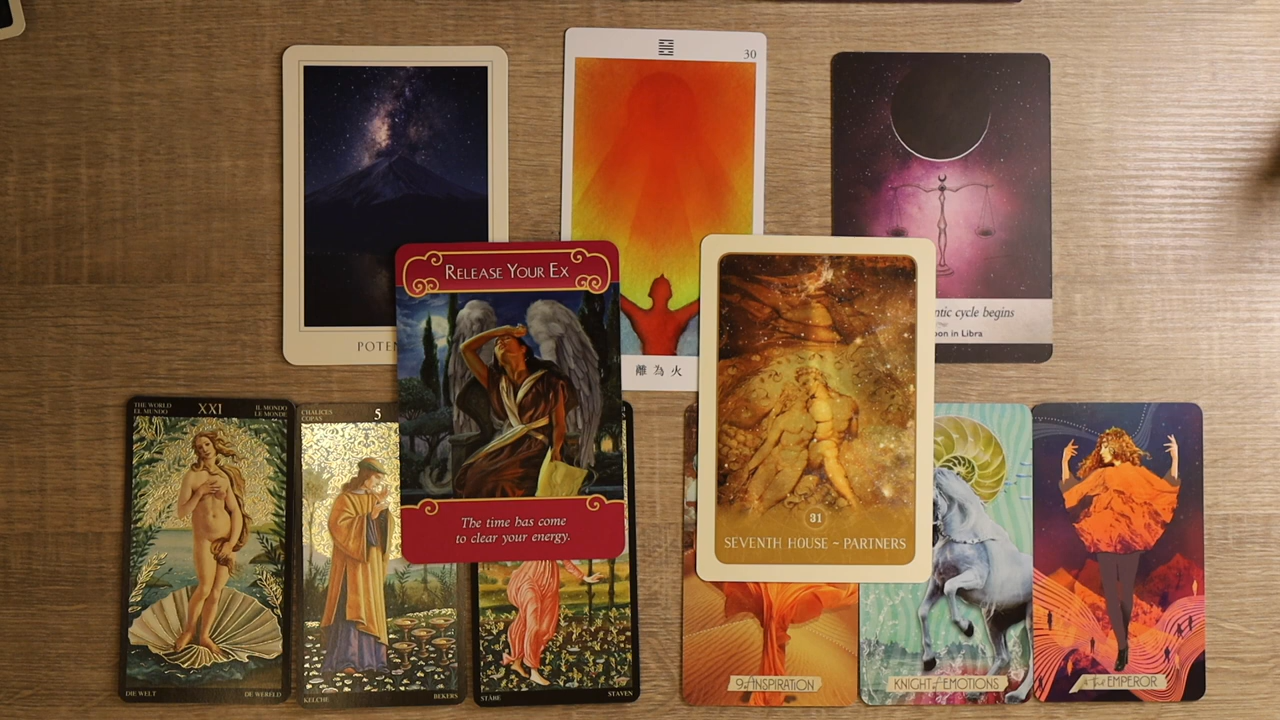 30
POTEN
離為火
ntic cycle begins
oon in Libra
RELEASE YOUR EX
The time has come
to clear your energy.
31
SEVENTH HOUSE ~ PARTNERS
THE WORLD
EL MUNDO
XXI
IL MONDO
LE MONDE
DIE WELT
DE WERELD
CHALICES
COPAS
5
KELCHE
BEKERS
STÄBE
STAVEN
9 of INSPIRATION
KNIGHT of EMOTIONS
4 The EMPEROR